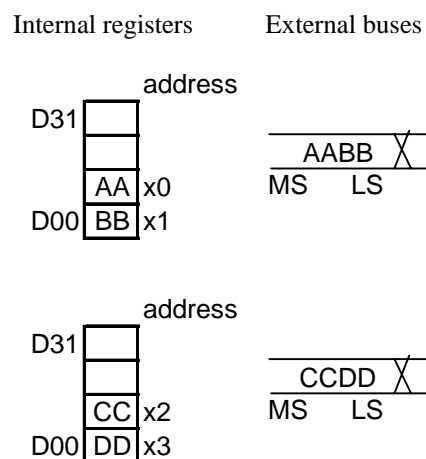 Internal registers External buses
address
D31
AABB
AA x0
MS LS
D00 BB x1
address
D31
CCDD
CC x2
MS LS
D00 DD x3